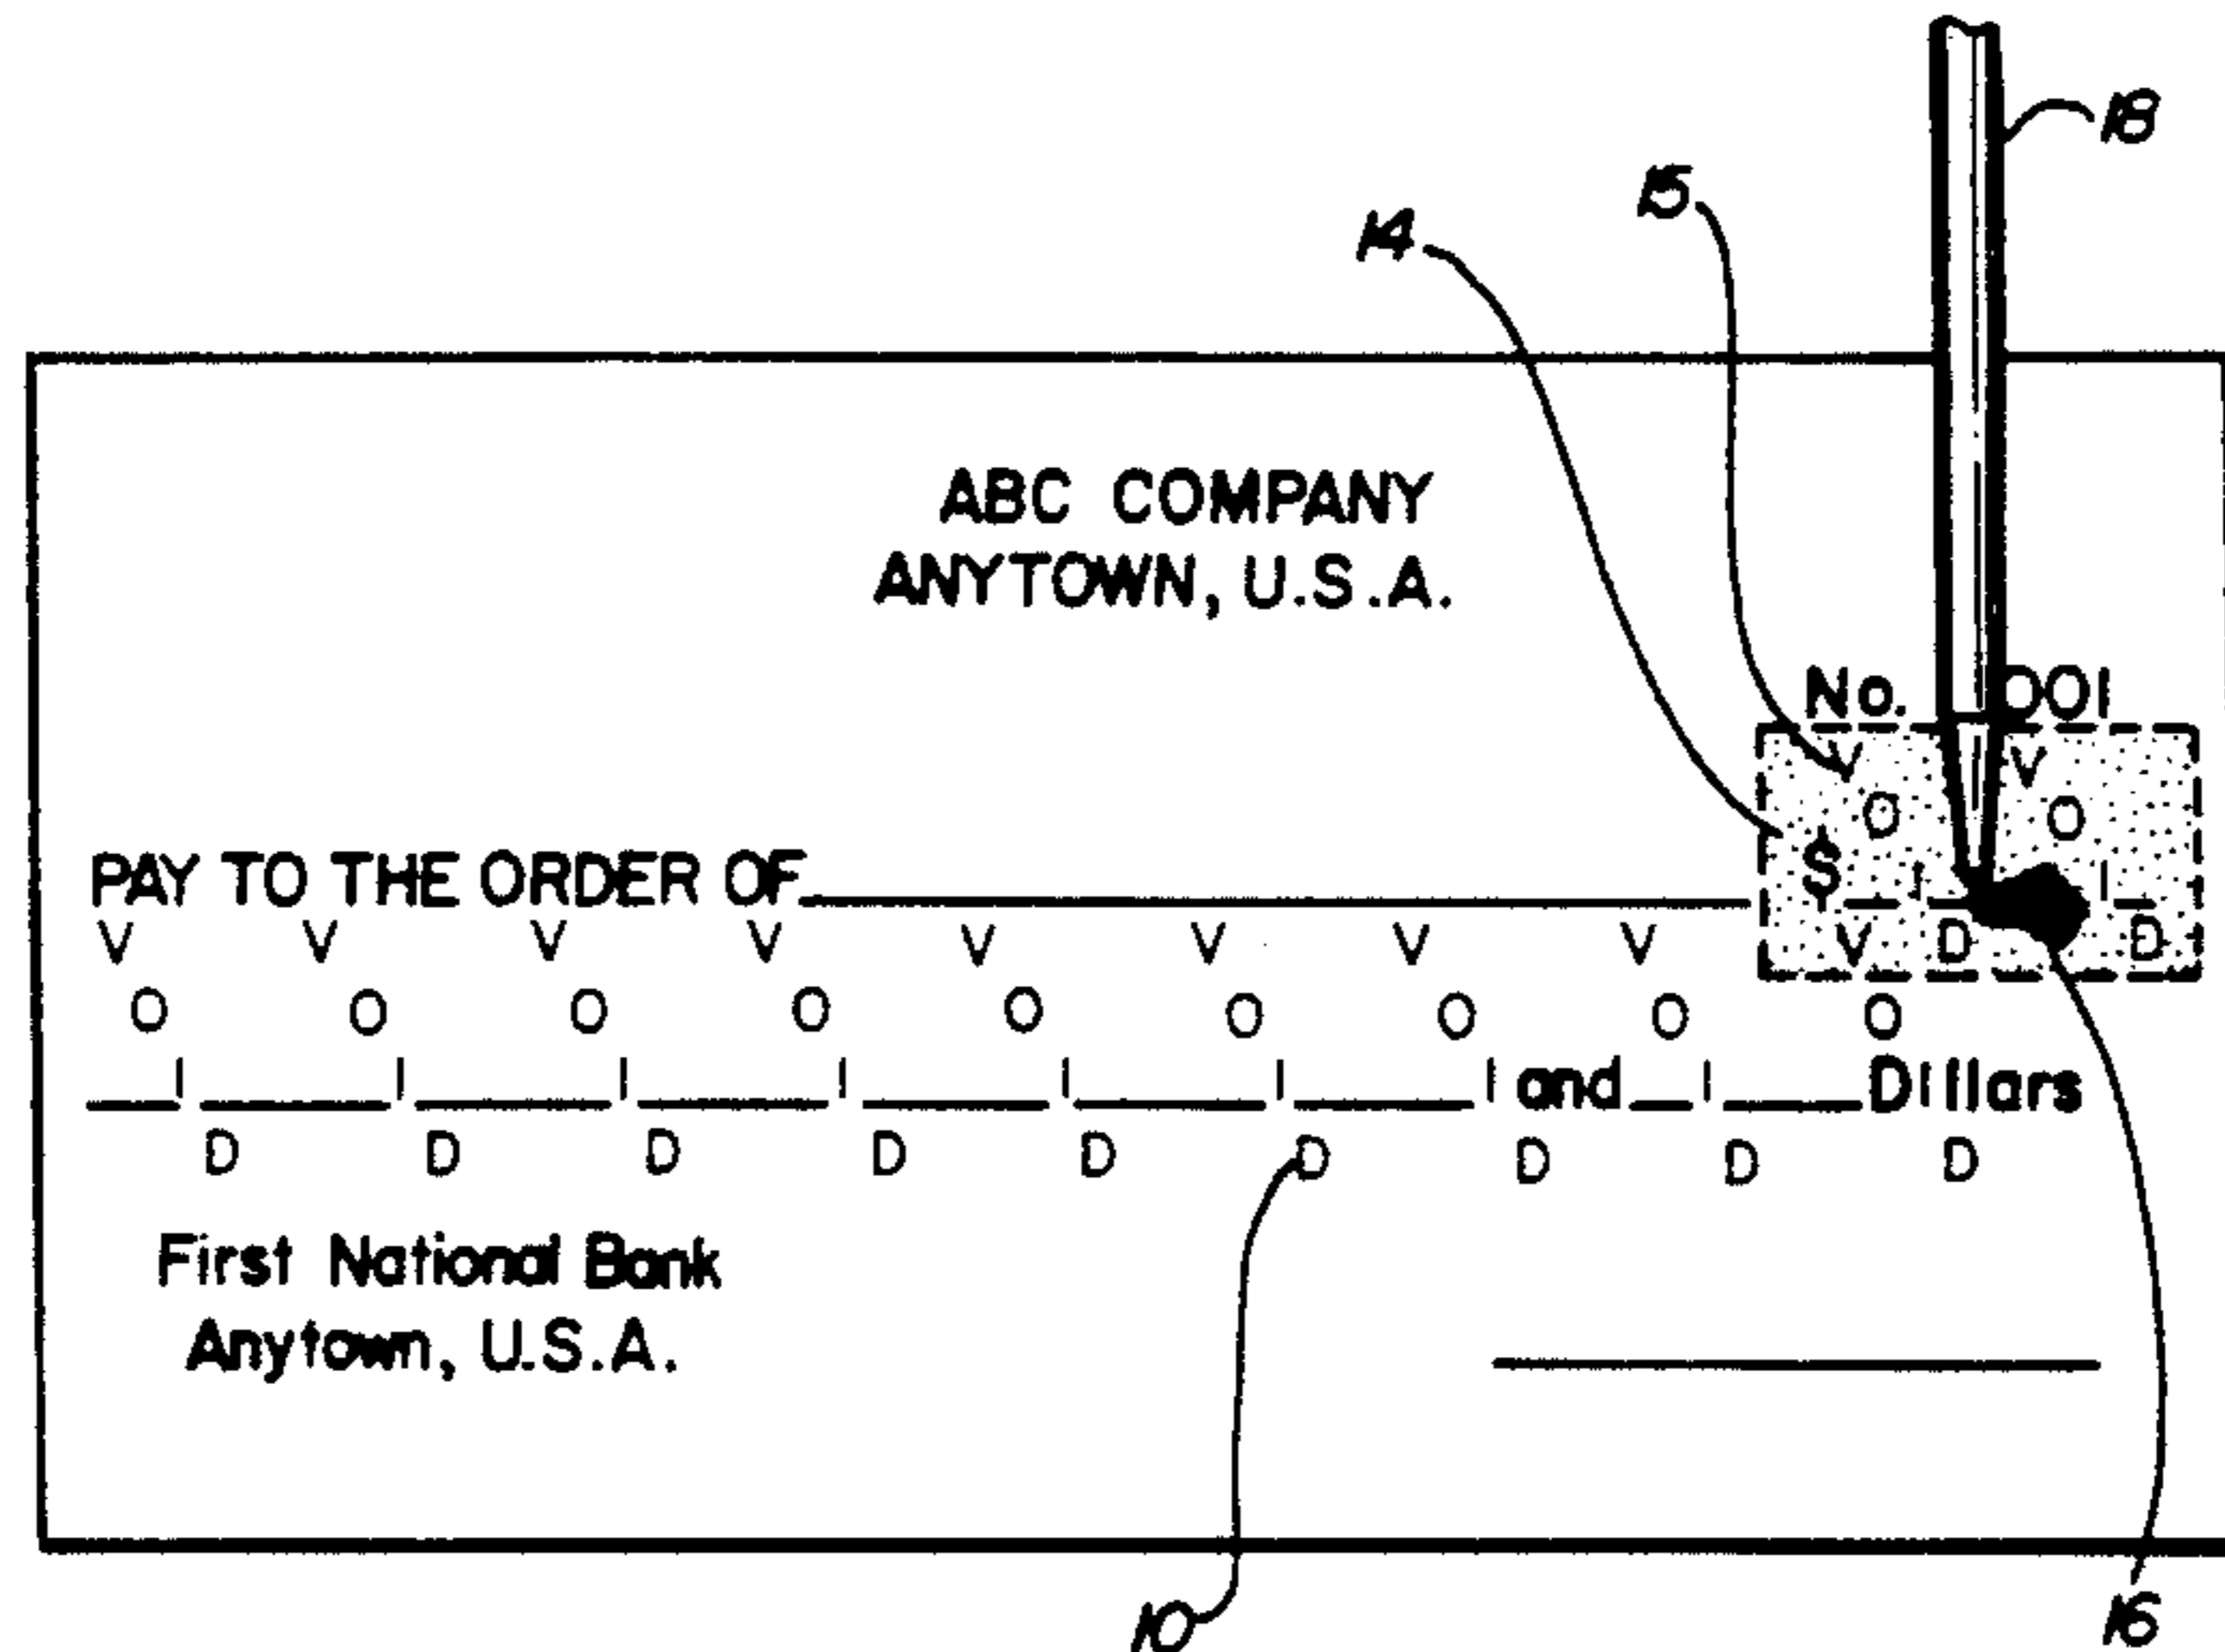 18
15
14
ABC COMPANY
ANYTOWN, U.S.A.
No. 001
V V
O O
PAY TO THE ORDER OF $ I I
V V V V V V V V V D D
O O O O O O O O O
I I I I I I I and I DIllars
D D D D D D D D D
First National Bank
Anytown, U.S.A.
10
16